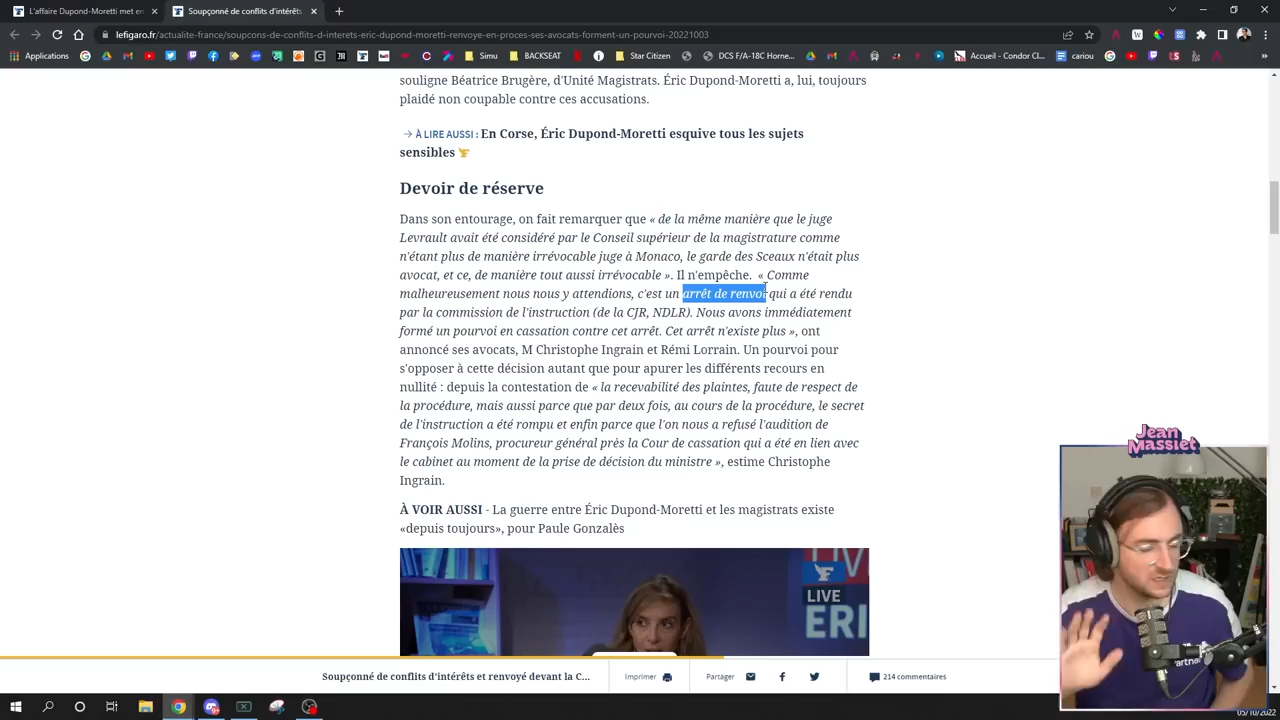 L'affaire Dupond-Moretti met en
Soupçonné de conflits d'intérêts
lefigaro.fr/actualite-france/soupcons-de-conflits-d-interets-eric-dupond-moretti-renvoye-en-proces-ses-avocats-forment-un-pourvoi-20221003
Applications
Simu
BACKSEAT
Star Citizen
DCS F/A-18C Horne...
Accueil - Condor Cl...
cariou
souligne Béatrice Brugère, d'Unité Magistrats. Éric Dupond-Moretti a, lui, toujours
plaidé non coupable contre ces accusations.
→ À LIRE AUSSI : En Corse, Éric Dupond-Moretti esquive tous les sujets
sensibles
Devoir de réserve
Dans son entourage, on fait remarquer que « de la même manière que le juge
Levrault avait été considéré par le Conseil supérieur de la magistrature comme
n'étant plus de manière irrévocable juge à Monaco, le garde des Sceaux n'était plus
avocat, et ce, de manière tout aussi irrévocable ». Il n'empêche. « Comme
malheureusement nous nous y attendions, c'est un arrêt de renvoi qui a été rendu
par la commission de l'instruction (de la CJR, NDLR). Nous avons immédiatement
formé un pourvoi en cassation contre cet arrêt. Cet arrêt n'existe plus », ont
annoncé ses avocats, M Christophe Ingrain et Rémi Lorrain. Un pourvoi pour
s'opposer à cette décision autant que pour apurer les différents recours en
nullité : depuis la contestation de « la recevabilité des plaintes, faute de respect de
la procédure, mais aussi parce que par deux fois, au cours de la procédure, le secret
de l'instruction a été rompu et enfin parce que l'on nous a refusé l'audition de
François Molins, procureur général près la Cour de cassation qui a été en lien avec
le cabinet au moment de la prise de décision du ministre », estime Christophe
Ingrain.
À VOIR AUSSI - La guerre entre Éric Dupond-Moretti et les magistrats existe
«depuis toujours», pour Paule Gonzalès
LIVE
ERI
Jean
Massiet
Soupçonné de conflits d'intérêts et renvoyé devant la C...
Imprimer
Partager
214 commentaires
05/10/2022